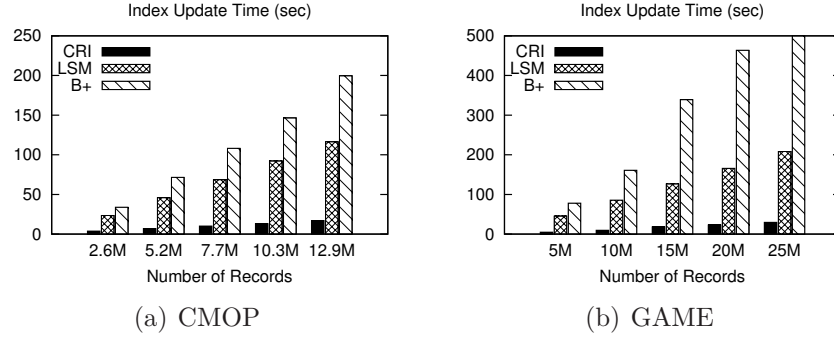 Index Update Time (sec)
250
200
150
100
50
0
CRI
LSM
B+
2.6M 5.2M 7.7M 10.3M 12.9M
Number of Records
(a) CMOP
Index Update Time (sec)
500
400
300
200
100
0
CRI
LSM
B+
5M 10M 15M 20M 25M
Number of Records
(b) GAME